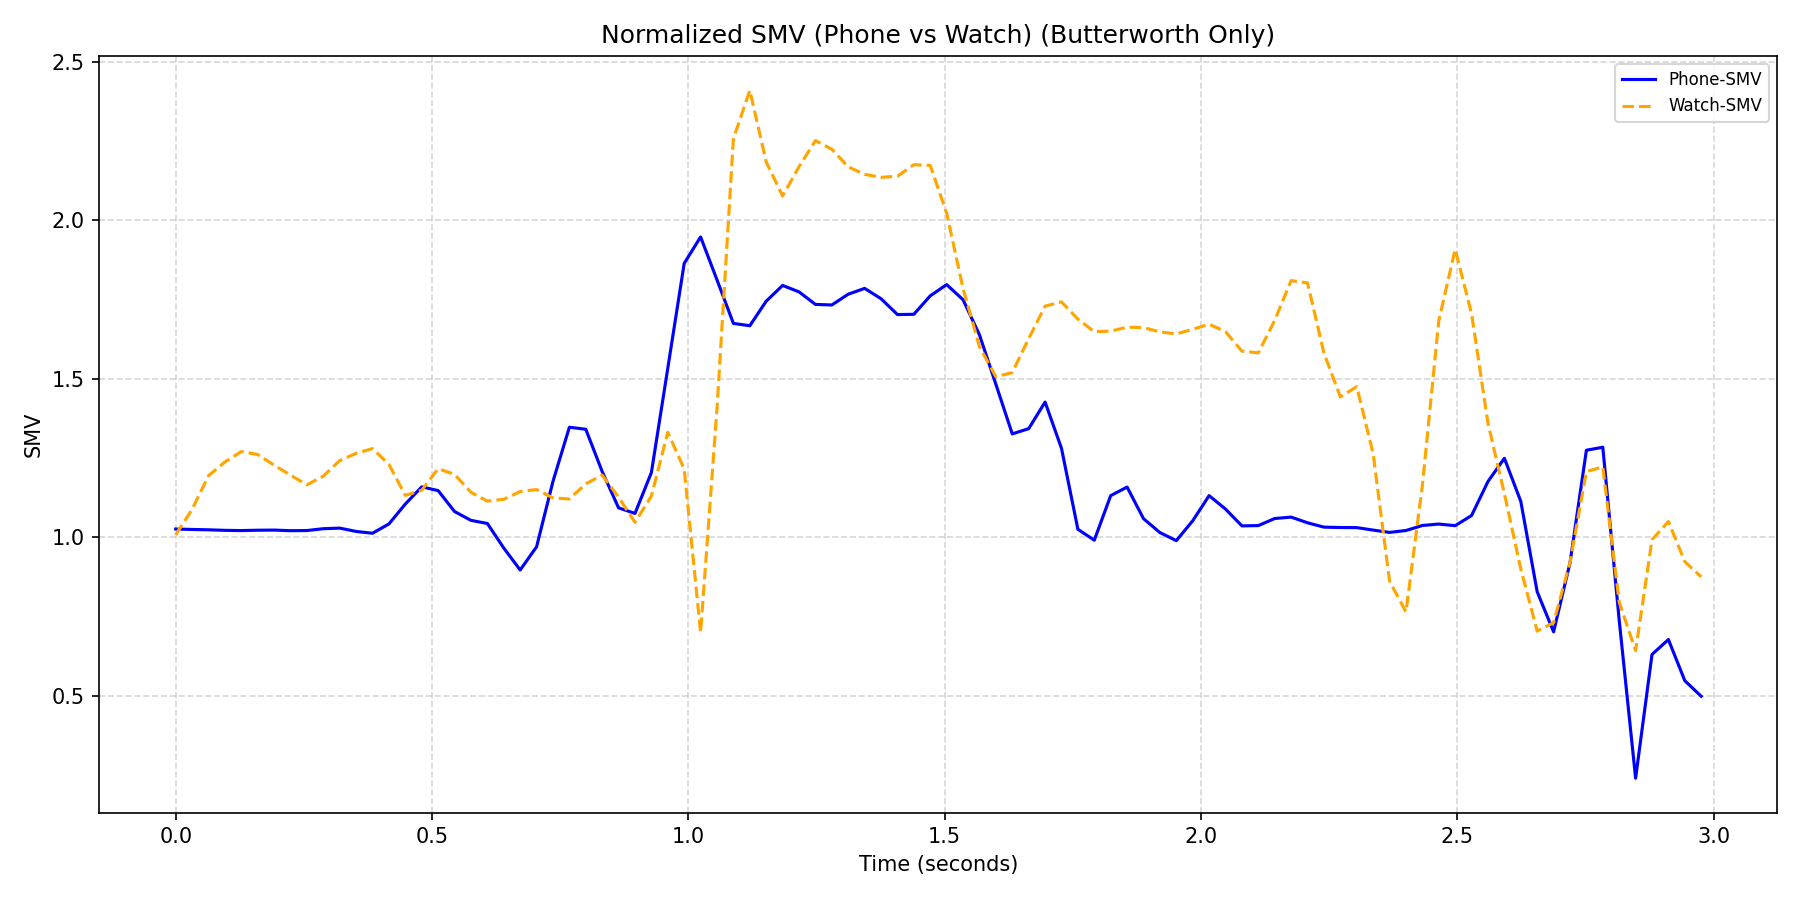 Normalized SMV (Phone vs Watch) (Butterworth Only)
2.5
2.0
1.5
1.0
0.5
SMV
Phone-SMV
Watch-SMV
0.0 0.5 1.0 1.5 2.0 2.5 3.0
Time (seconds)